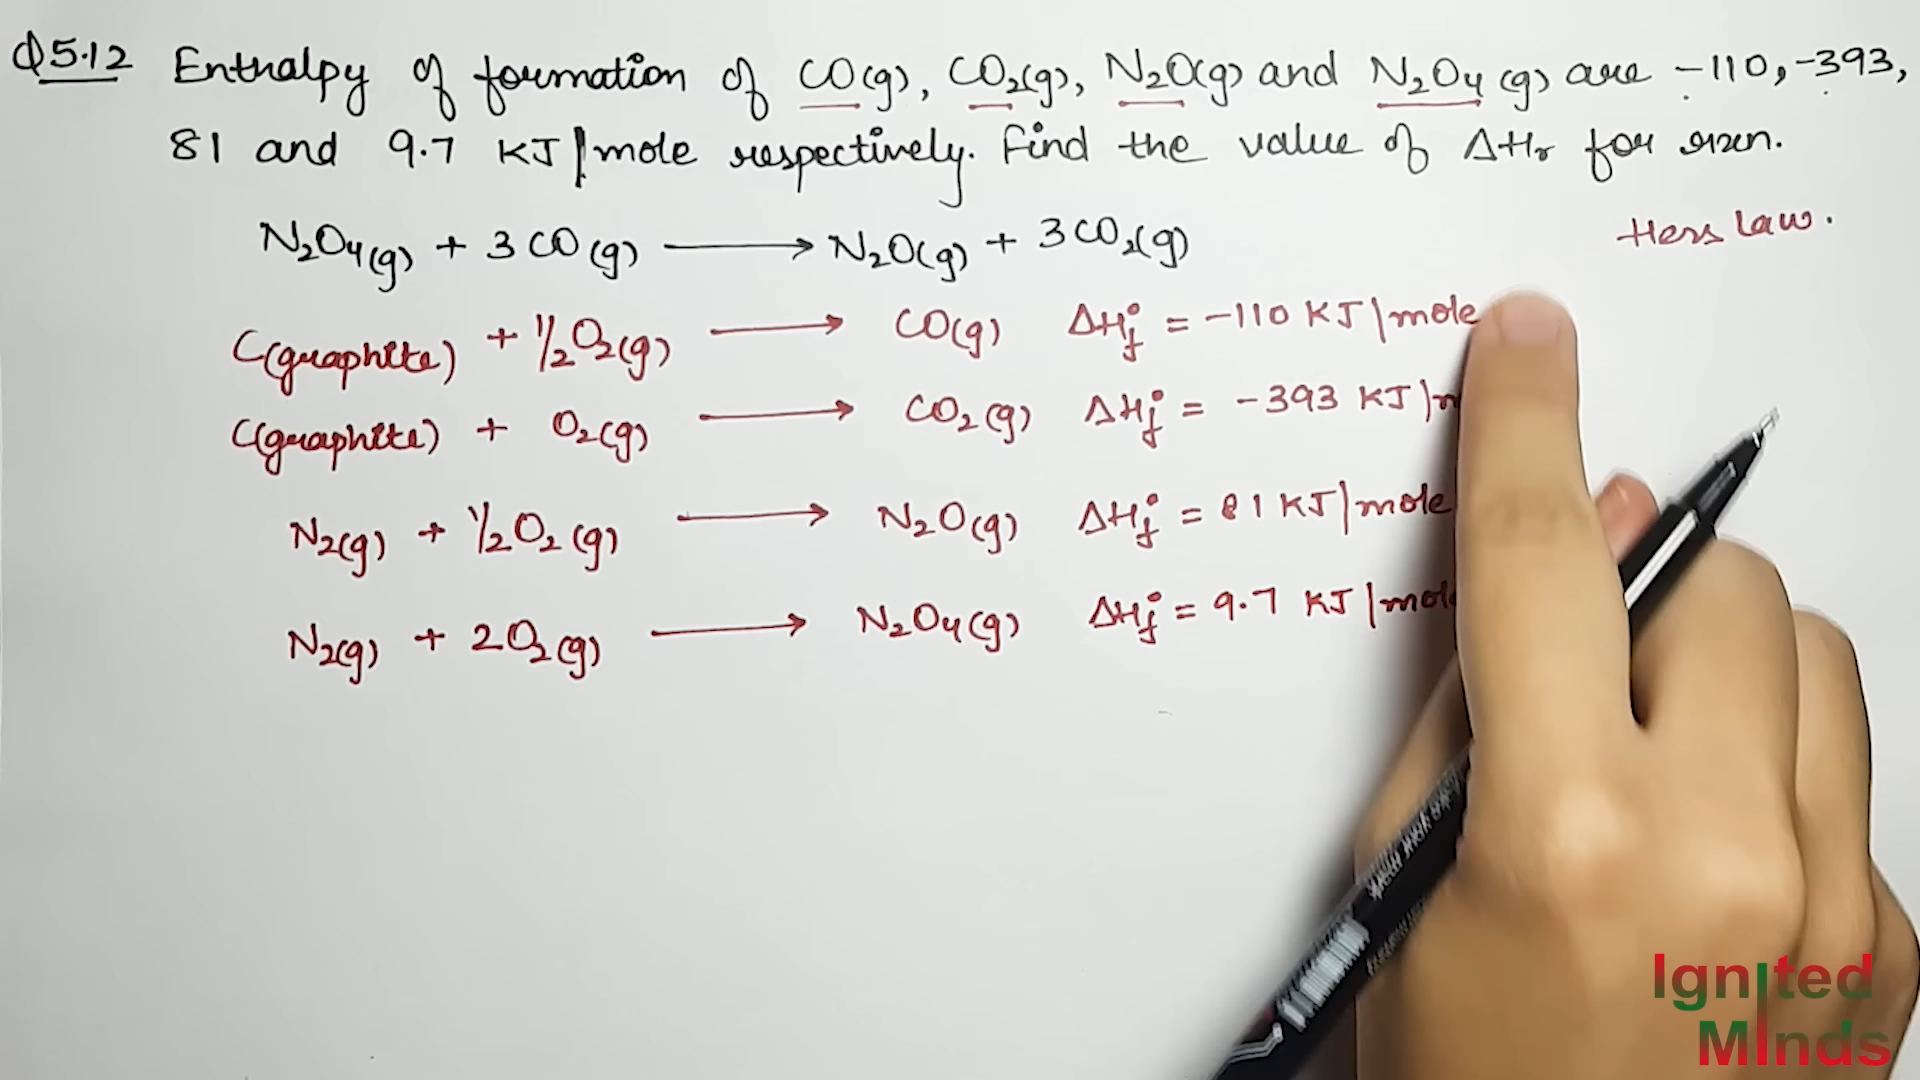 Q5.12 Enthalpy of formation of CO(g), CO₂(g), N₂O(g) and N₂O₄(g) are -110, -393,
81 and 9.7 KJ/mole respectively. Find the value of ΔHr for rxn.
N₂O₄(g) + 3CO(g) ⟶ N₂O(g) + 3CO₂(g)
Hess law.
C(graphite) + 1/2O₂(g) ⟶ CO(g) ΔHf° = -110 KJ/mole
C(graphite) + O₂(g) ⟶ CO₂(g) ΔHf° = -393 KJ/
N₂(g) + 1/2O₂(g) ⟶ N₂O(g) ΔHf° = 81 KJ/mole
N₂(g) + 2O₂(g) ⟶ N₂O₄(g) ΔHf° = 9.7 KJ/mole
Ignited
Minds